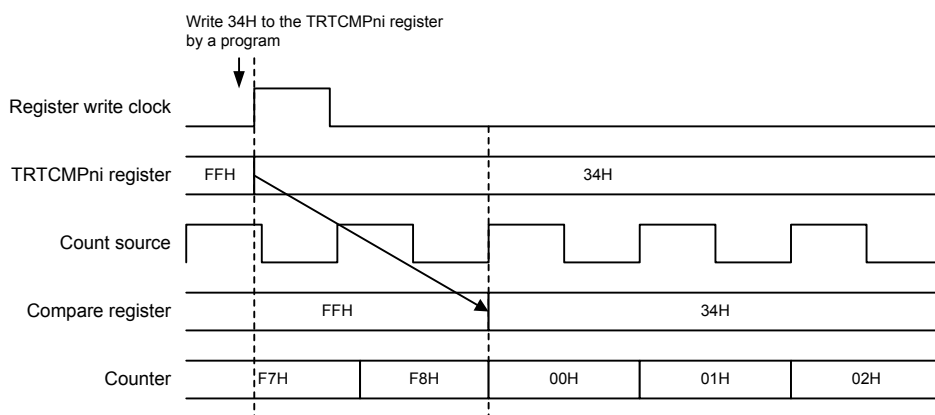 Write 34H to the TRTCMPni register
by a program
Register write clock
TRTCMPni register
FFH
34H
Count source
Compare register
FFH
34H
Counter
F7H
F8H
00H
01H
02H